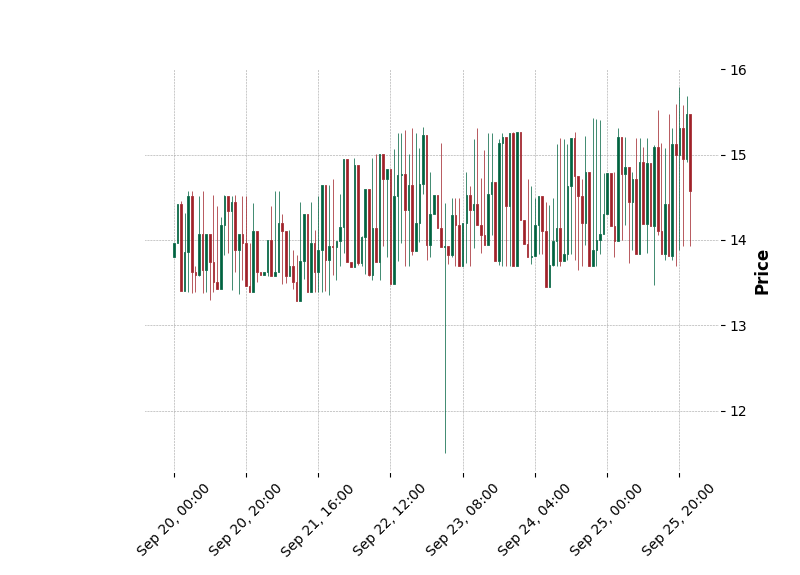 16
15
14
13
12
Price
Sep 20, 00:00
Sep 20, 20:00
Sep 21, 16:00
Sep 22, 12:00
Sep 23, 08:00
Sep 24, 04:00
Sep 25, 00:00
Sep 25, 20:00